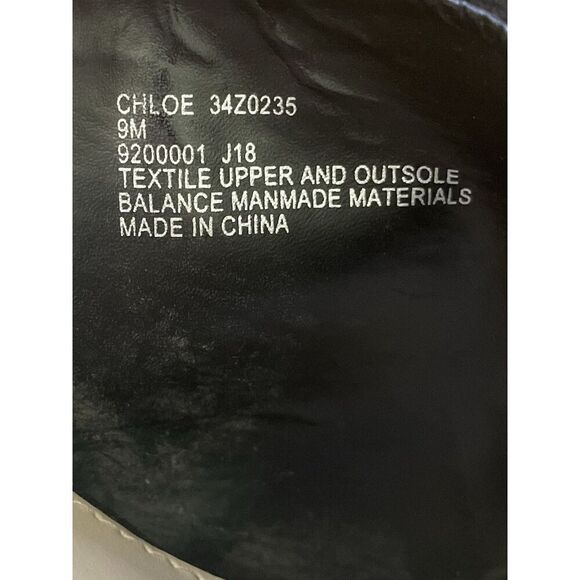 CHLOE 34Z0235
9M
9200001 J18
TEXTILE UPPER AND OUTSOLE
BALANCE MANMADE MATERIALS
MADE IN CHINA